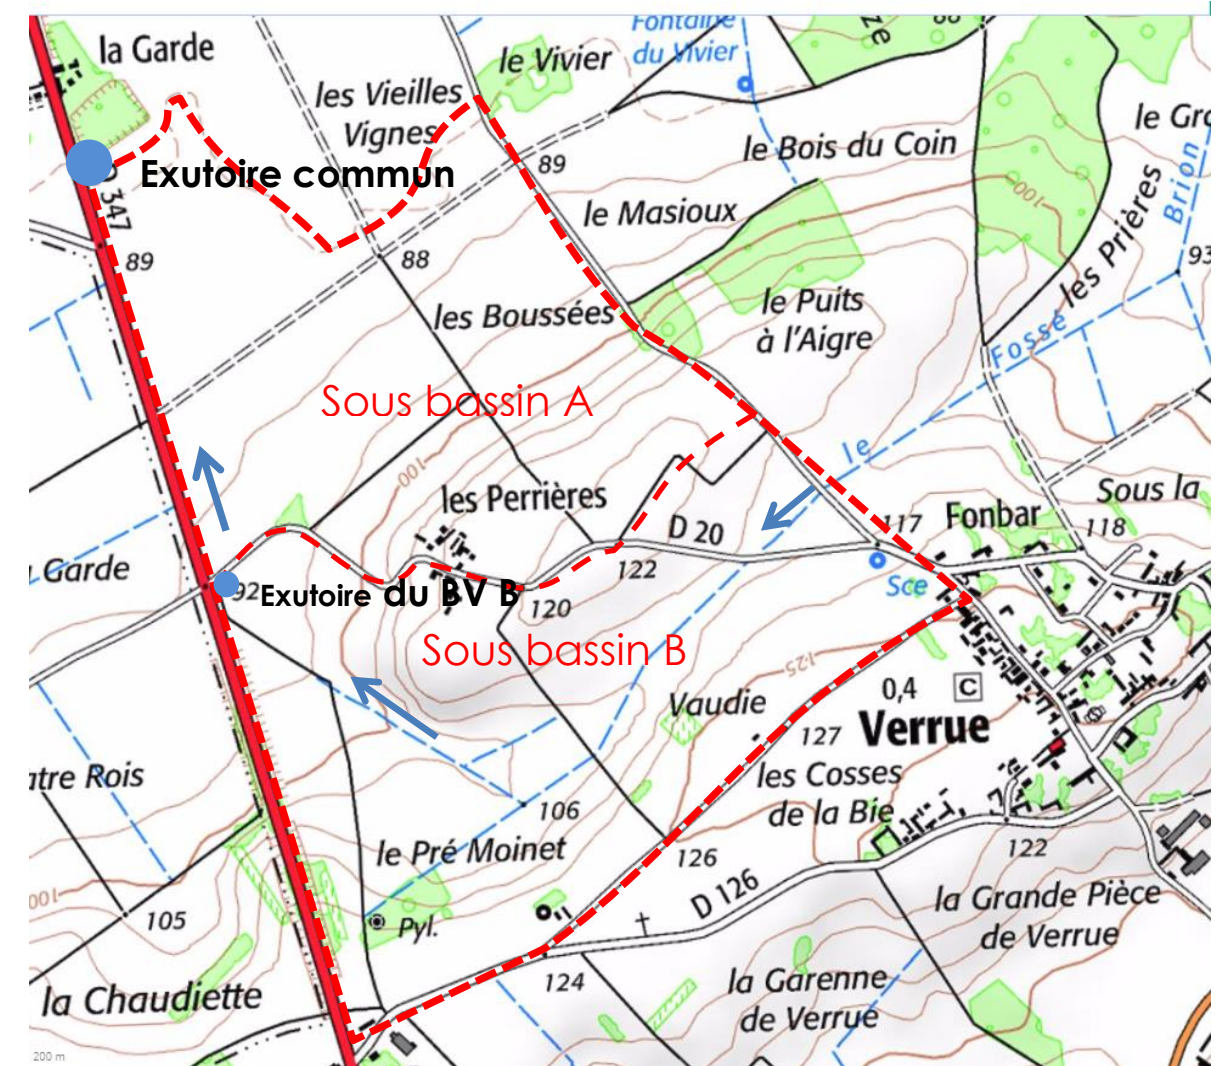 Fontaine
du Vivier
la Garde
le Vivier
les Vieilles
Vignes
Exutoire commun
89
le Bois du Coin
le Gro
Brion
les Prières
100
le Masioux
D 347
89
88
93
les Boussées
le Puits
à l'Aigre
Fossé
le
Sous bassin A
100
les Perrières
D 20
117
Fonbar
Sous la
118
Garde
92
Exutoire du BV B
122
120
Sce
Sous bassin B
125
Vaudie
0,4
C
127
Verrue
atre Rois
les Cosses
de la Bie
106
le Pré Moinet
126
122
D 126
100
105
Pyl.
la Grande Pièce
de Verrue
124
la Chaudiette
la Garenne
de Verrue
200 m